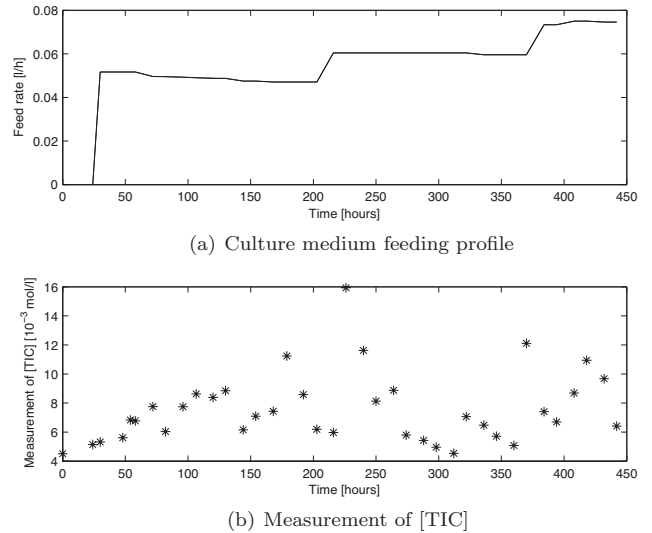 0.08
0.06
0.04
0.02
0
Feed rate [l/h]
0 50 100 150 200 250 300 350 400 450
Time [hours]
(a) Culture medium feeding profile
16
14
12
10
8
6
4
Measurement of [TIC] [10⁻³ mol/l]
0 50 100 150 200 250 300 350 400 450
Time [hours]
(b) Measurement of [TIC]